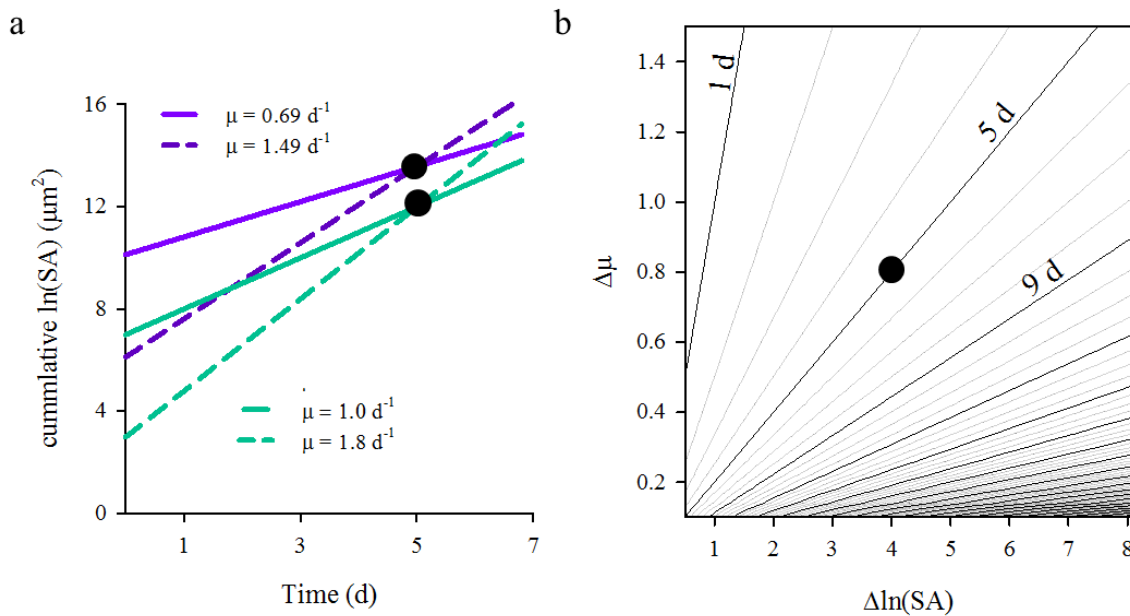 a
16
12
8
4
0
1 3 5 7
cummlative ln(SA) (μm²)
Time (d)
μ = 0.69 d⁻¹
μ = 1.49 d⁻¹
μ = 1.0 d⁻¹
μ = 1.8 d⁻¹
b
1.4
1.2
1.0
0.8
0.6
0.4
0.2
1 2 3 4 5 6 7 8
Δμ
Δln(SA)
1 d
5 d
9 d